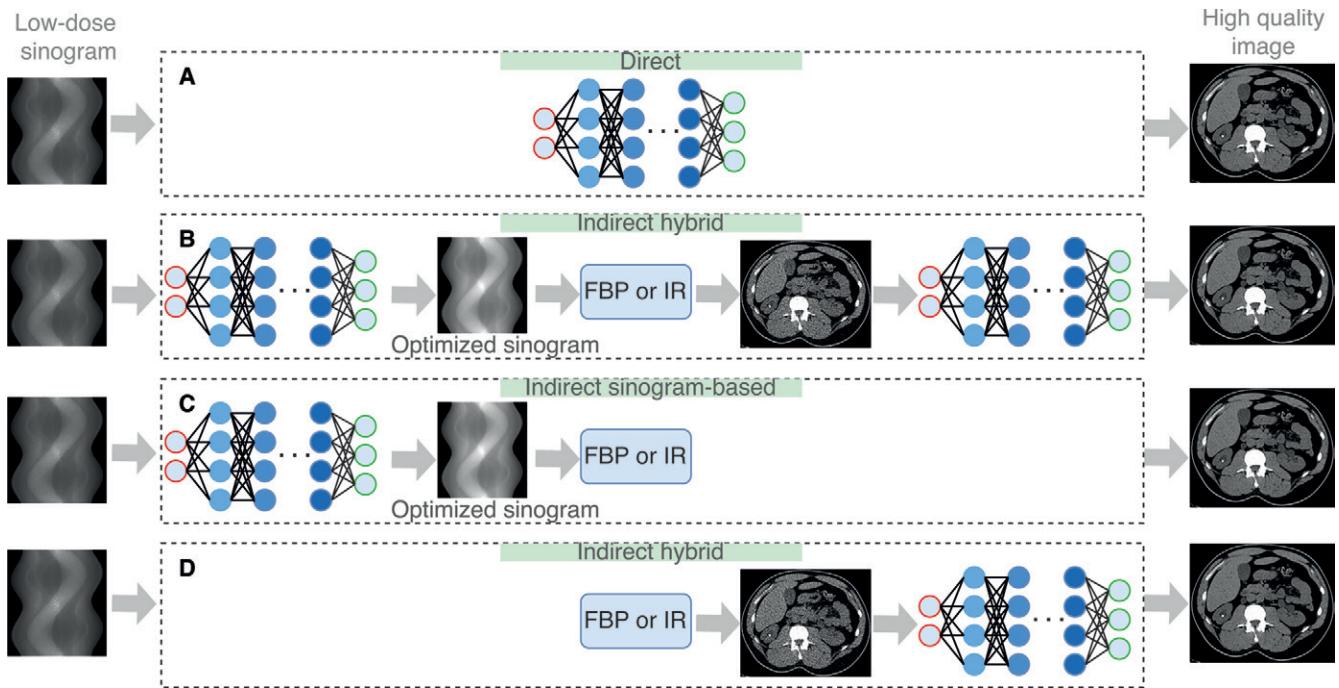 Low-dose
sinogram
High quality
image
A
Direct
. . .
B
Indirect hybrid
. . .
Optimized sinogram
FBP or IR
. . .
C
Indirect sinogram-based
. . .
Optimized sinogram
FBP or IR
D
Indirect hybrid
FBP or IR
. . .